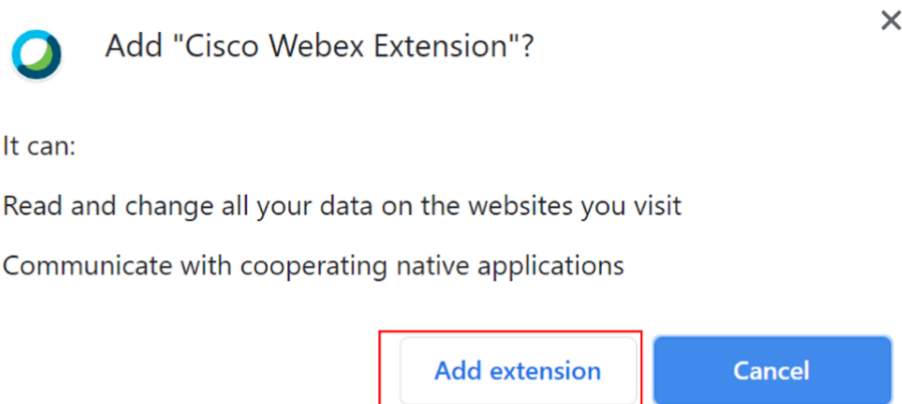 Add "Cisco Webex Extension"?
It can:
Read and change all your data on the websites you visit
Communicate with cooperating native applications
Add extension
Cancel